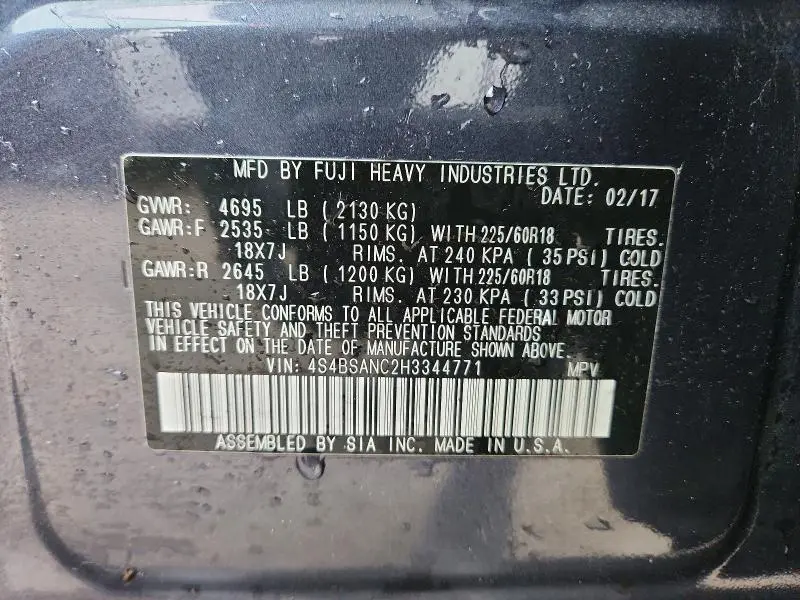 MFD BY FUJI HEAVY INDUSTRIES LTD.
DATE: 02/17
GVWR: 4695 LB ( 2130 KG)
GAWR:F 2535 LB ( 1150 KG) WITH 225/60R18 TIRES.
18X7J RIMS. AT 240 KPA ( 35 PSI) COLD
GAWR:R 2645 LB ( 1200 KG) WITH 225/60R18 TIRES.
18X7J RIMS. AT 230 KPA ( 33 PSI) COLD
THIS VEHICLE CONFORMS TO ALL APPLICABLE FEDERAL MOTOR
VEHICLE SAFETY AND THEFT PREVENTION STANDARDS
IN EFFECT ON THE DATE OF MANUFACTURE SHOWN ABOVE.
VIN: 4S4BSANC2H3344771 MPV
ASSEMBLED BY SIA INC. MADE IN U.S.A.